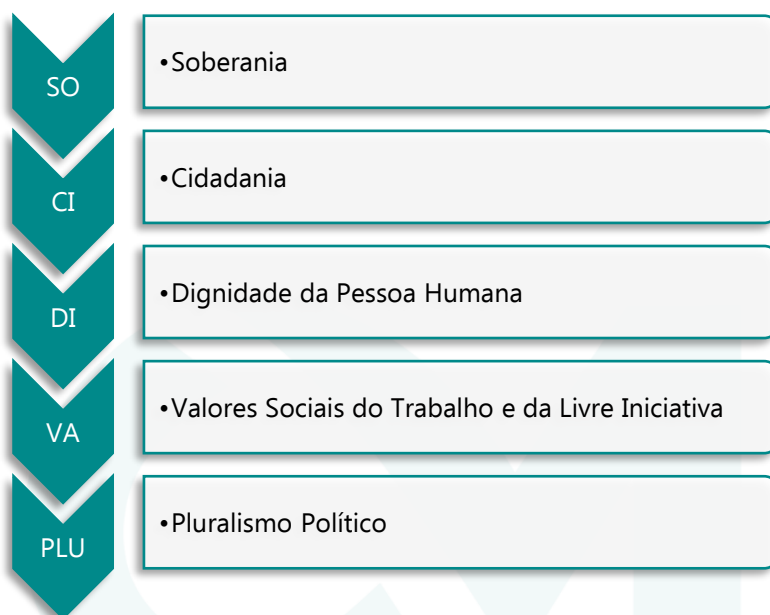 SO
•Soberania
CI
•Cidadania
DI
•Dignidade da Pessoa Humana
VA
•Valores Sociais do Trabalho e da Livre Iniciativa
PLU
•Pluralismo Político